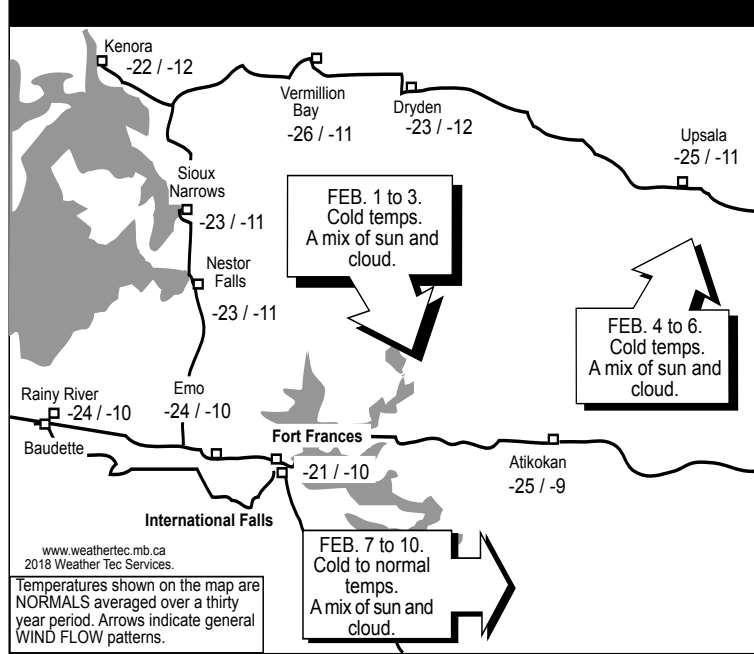 Kenora
-22 / -12
Vermillion
Bay
-26 / -11
Dryden
-23 / -12
Upsala
-25 / -11
Sioux
Narrows
-23 / -11
FEB. 1 to 3.
Cold temps.
A mix of sun and
cloud.
Nestor
Falls
-23 / -11
FEB. 4 to 6.
Cold temps.
A mix of sun and
cloud.
Rainy River
-24 / -10
Emo
-24 / -10
Baudette
Fort Frances
-21 / -10
Atikokan
-25 / -9
International Falls
FEB. 7 to 10.
Cold to normal
temps.
A mix of sun and
cloud.
www.weathertec.mb.ca
2018 Weather Tec Services.
Temperatures shown on the map are
NORMALS averaged over a thirty
year period. Arrows indicate general
WIND FLOW patterns.